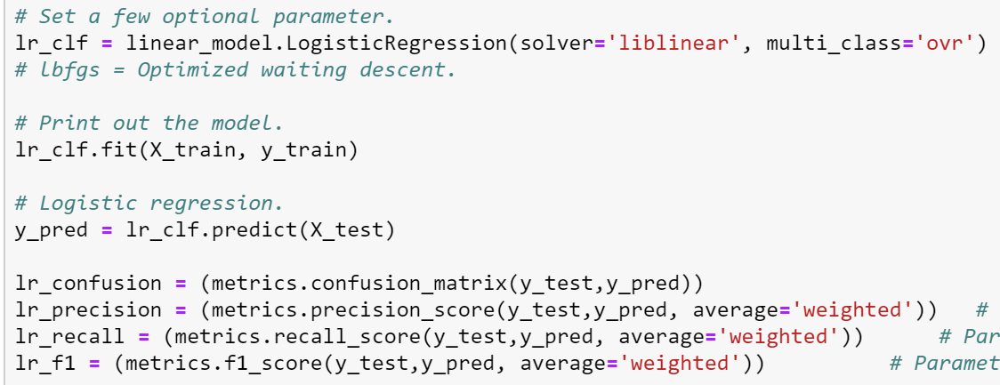 # Set a few optional parameter.
lr_clf = linear_model.LogisticRegression(solver='liblinear', multi_class='ovr')
# lbfgs = Optimized waiting descent.
# Print out the model.
lr_clf.fit(X_train, y_train)
# Logistic regression.
y_pred = lr_clf.predict(X_test)
lr_confusion = (metrics.confusion_matrix(y_test,y_pred))
lr_precision = (metrics.precision_score(y_test,y_pred, average='weighted')) #
lr_recall = (metrics.recall_score(y_test,y_pred, average='weighted')) # Par
lr_f1 = (metrics.f1_score(y_test,y_pred, average='weighted')) # Paramet